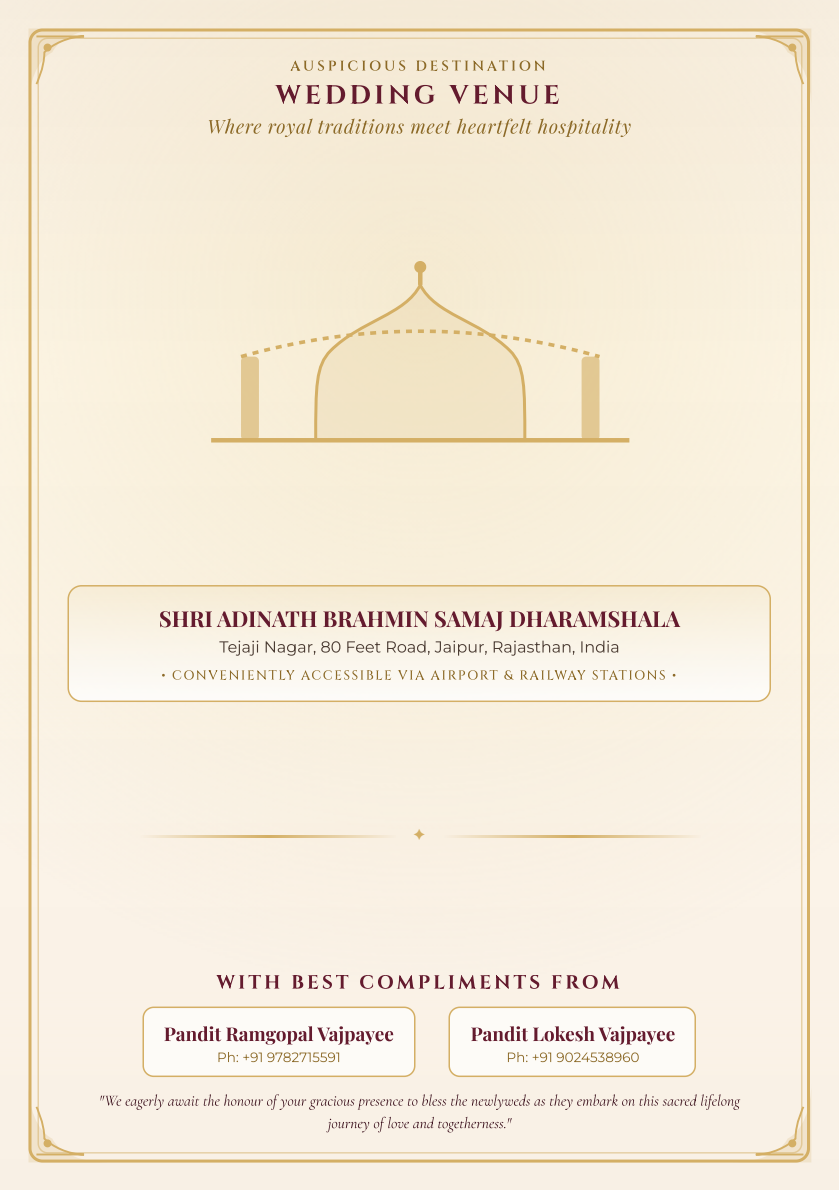 AUSPICIOUS DESTINATION
WEDDING VENUE
Where royal traditions meet heartfelt hospitality
SHRI ADINATH BRAHMIN SAMAJ DHARAMSHALA
Tejaji Nagar, 80 Feet Road, Jaipur, Rajasthan, India
• CONVENIENTLY ACCESSIBLE VIA AIRPORT & RAILWAY STATIONS •
WITH BEST COMPLIMENTS FROM
Pandit Ramgopal Vajpayee
Ph: +91 9782715591
Pandit Lokesh Vajpayee
Ph: +91 9024538960
"We eagerly await the honour of your gracious presence to bless the newlyweds as they embark on this sacred lifelong
journey of love and togetherness."